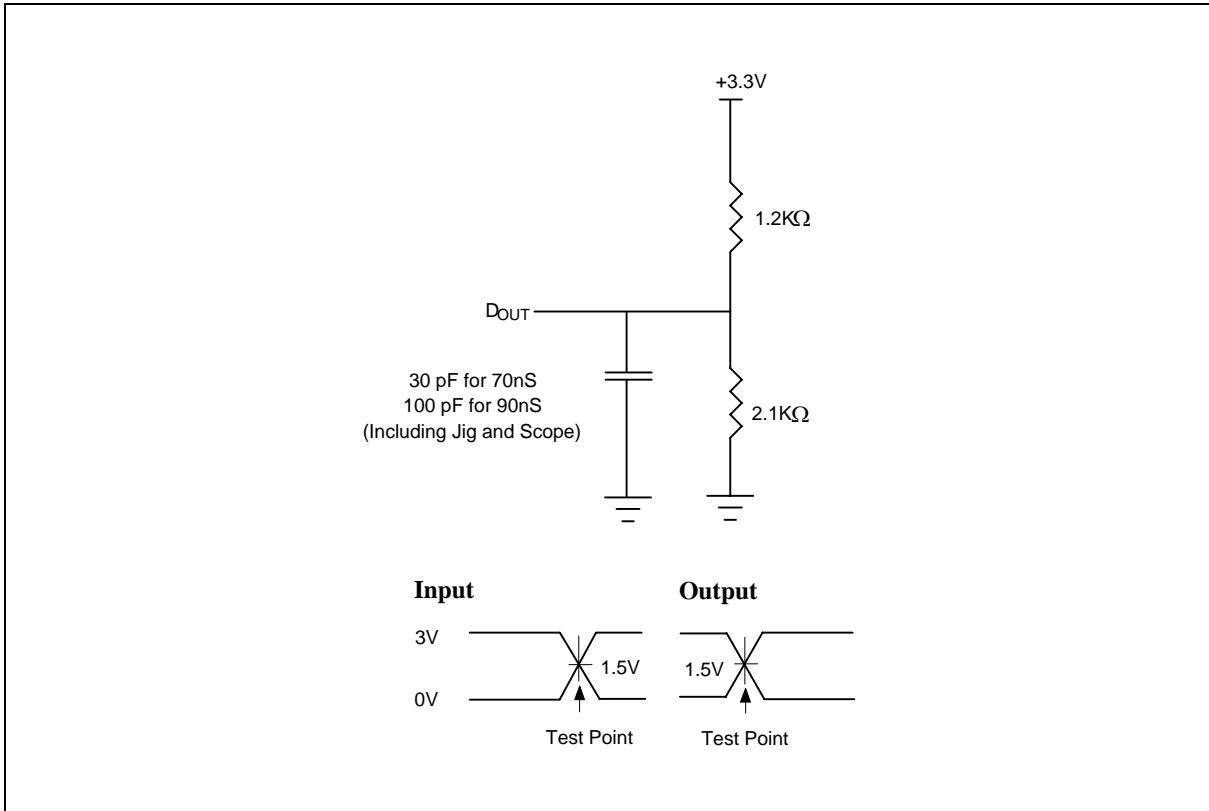 +3.3V
1.2KΩ
DOUT
30 pF for 70nS
100 pF for 90nS
(Including Jig and Scope)
2.1KΩ
Input
Output
3V
1.5V
1.5V
0V
Test Point
Test Point